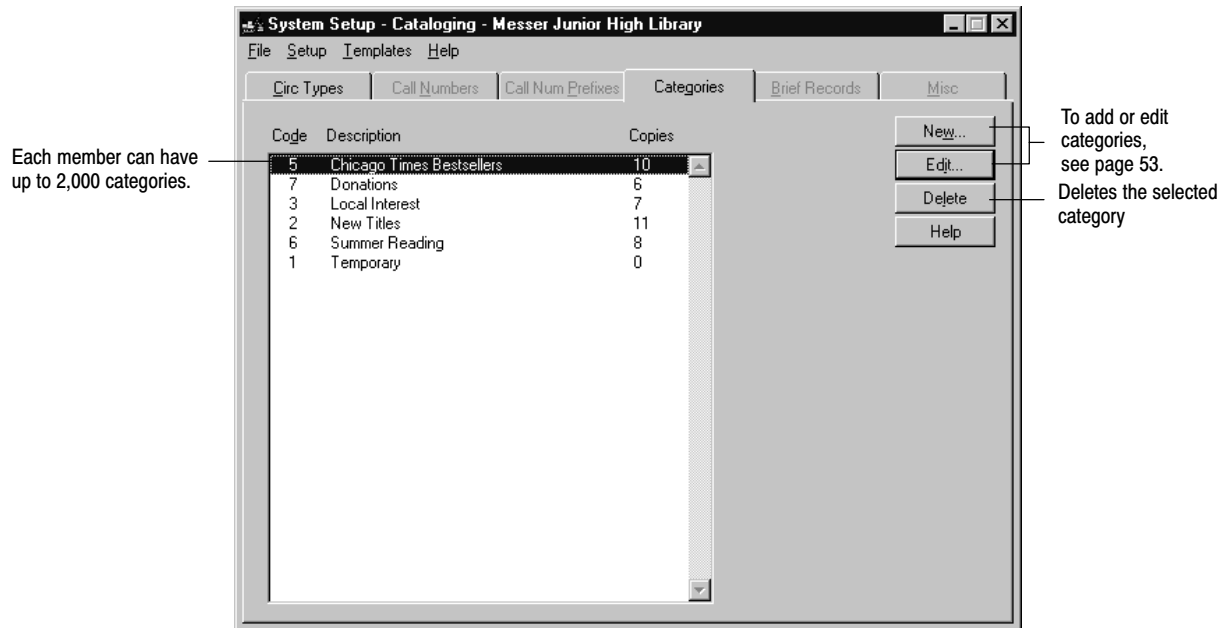 System Setup - Cataloging - Messer Junior High Library
File Setup Templates Help
Circ Types Call Numbers Call Num Prefixes Categories Brief Records Misc
Code Description Copies
5 Chicago Times Bestsellers 10
7 Donations 6
3 Local Interest 7
2 New Titles 11
6 Summer Reading 8
1 Temporary 0
New...
Edit...
Delete
Help
Each member can have
up to 2,000 categories.
To add or edit
categories,
see page 53.
Deletes the selected
category